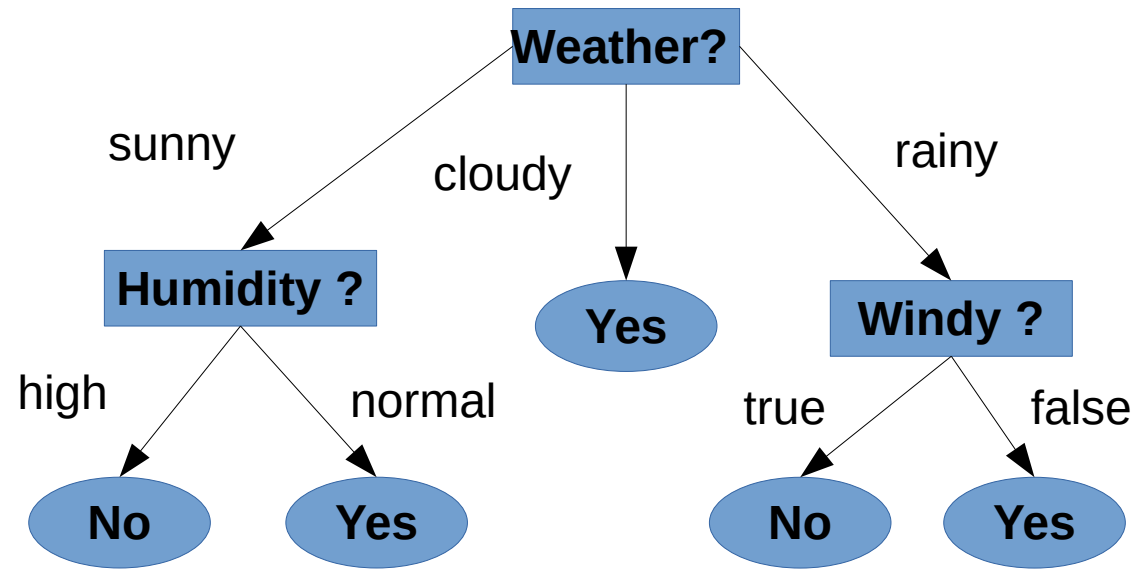 Weather?
sunny
cloudy
rainy
Humidity ?
Yes
Windy ?
high
normal
true
false
No
Yes
No
Yes